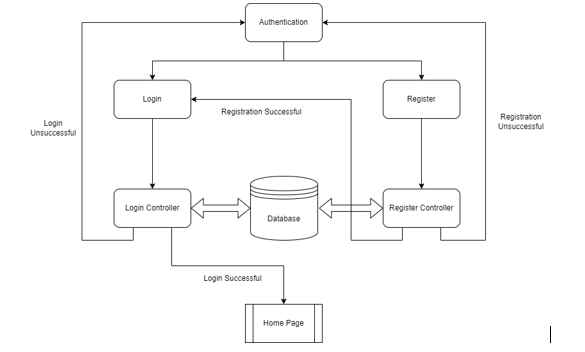 Authentication
Login
Register
Registration Successful
Login
Unsuccessful
Registration
Unsuccessful
Login Controller
Database
Register Controller
Login Successful
Home Page